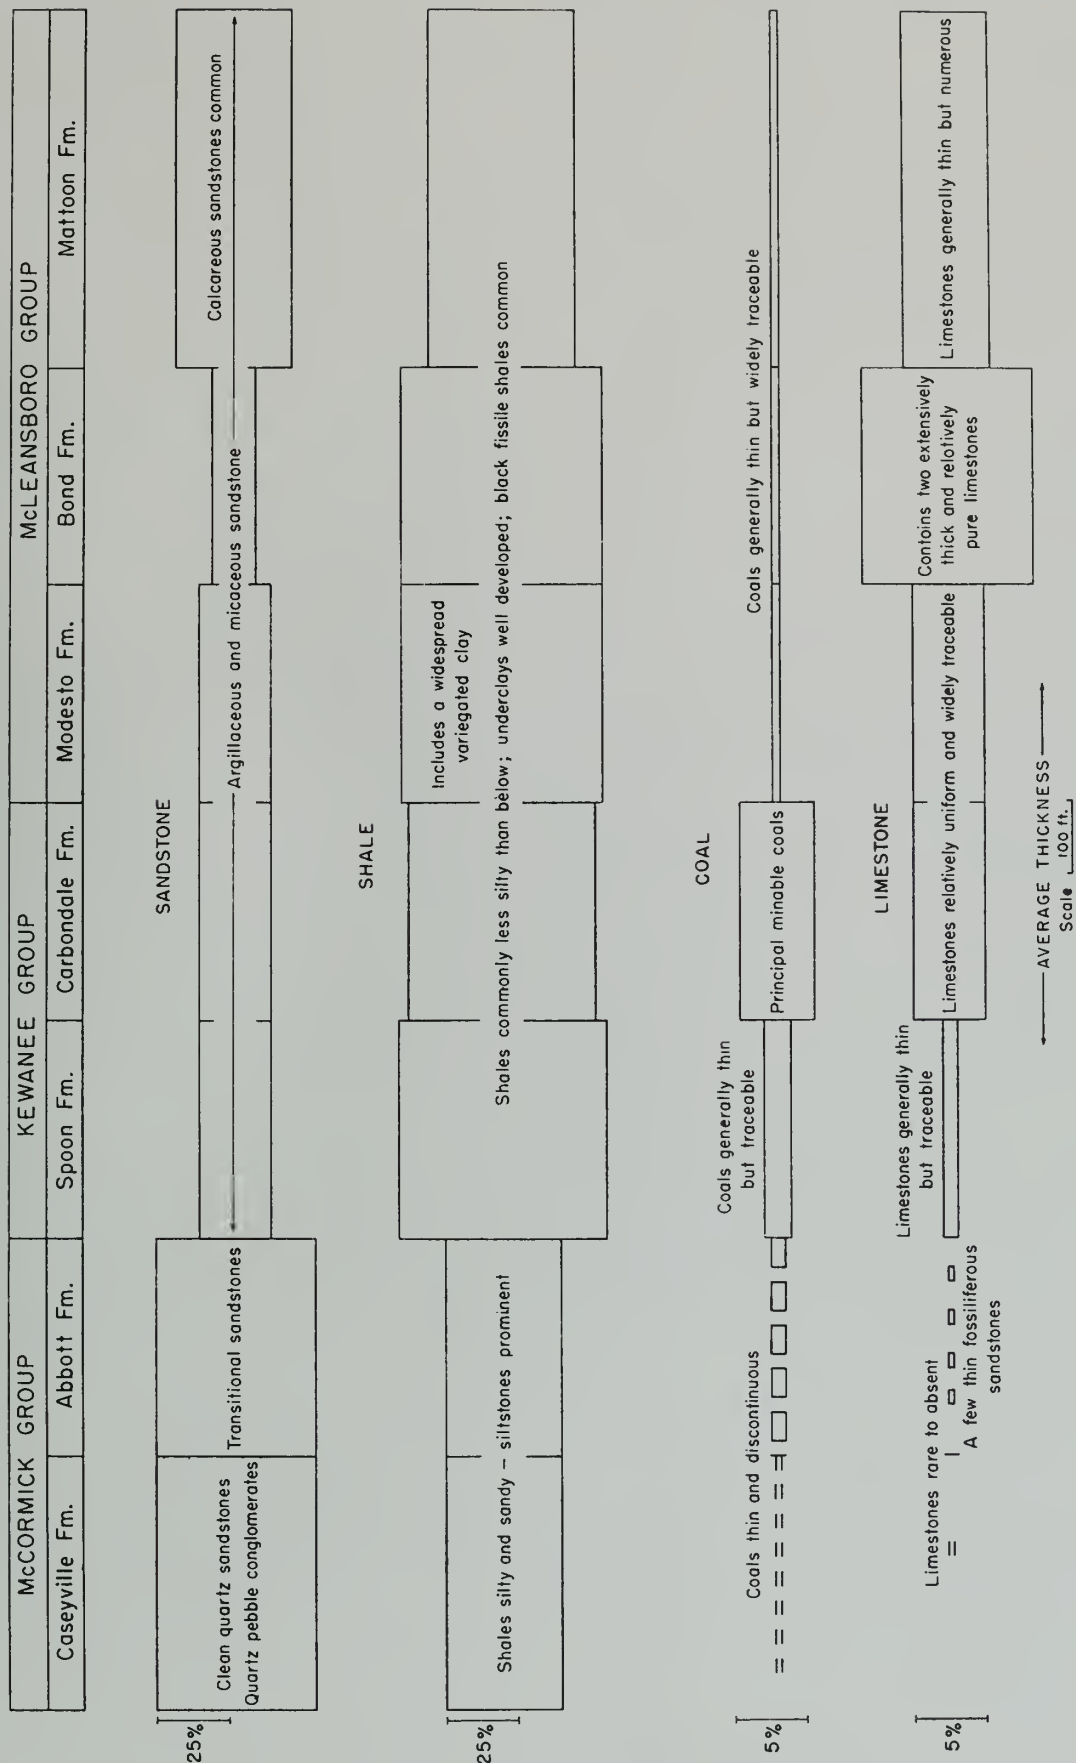 McCORMICK GROUP
KEWANEE GROUP
McLEANSBORO GROUP
Caseyville Fm.
Abbott Fm.
Spoon Fm.
Carbondale Fm.
Modesto Fm.
Bond Fm.
Mattoon Fm.
SANDSTONE
25%
Clean quartz sandstones
Quartz pebble conglomerates
Transitional sandstones
Argillaceous and micaceous sandstone
Calcareous sandstones common
SHALE
25%
Shales silty and sandy – siltstones prominent
Includes a widespread
variegated clay
Shales commonly less silty than below; underclays well developed; black fissile shales common
COAL
5%
Coals thin and discontinuous
Coals generally thin
but traceable
Principal minable coals
Coals generally thin but widely traceable
LIMESTONE
5%
Limestones rare to absent
A few thin fossiliferous
sandstones
Limestones generally thin
but traceable
Limestones relatively uniform and widely traceable
Contoins two extensively
thick and relotively
pure limestones
Limestones generally thin but numerous
AVERAGE THICKNESS
Scale 100 ft.